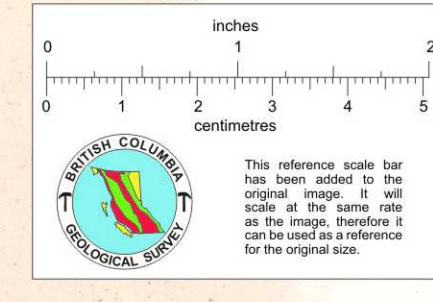 inches
0 1 2
0 1 2 3 4 5
centimetres
BRITISH COLUMBIA
GEOLOGICAL SURVEY
This reference scale bar
has been added to the
original image. It will
scale at the same rate
as the image, therefore it
can be used as a reference
for the original size.